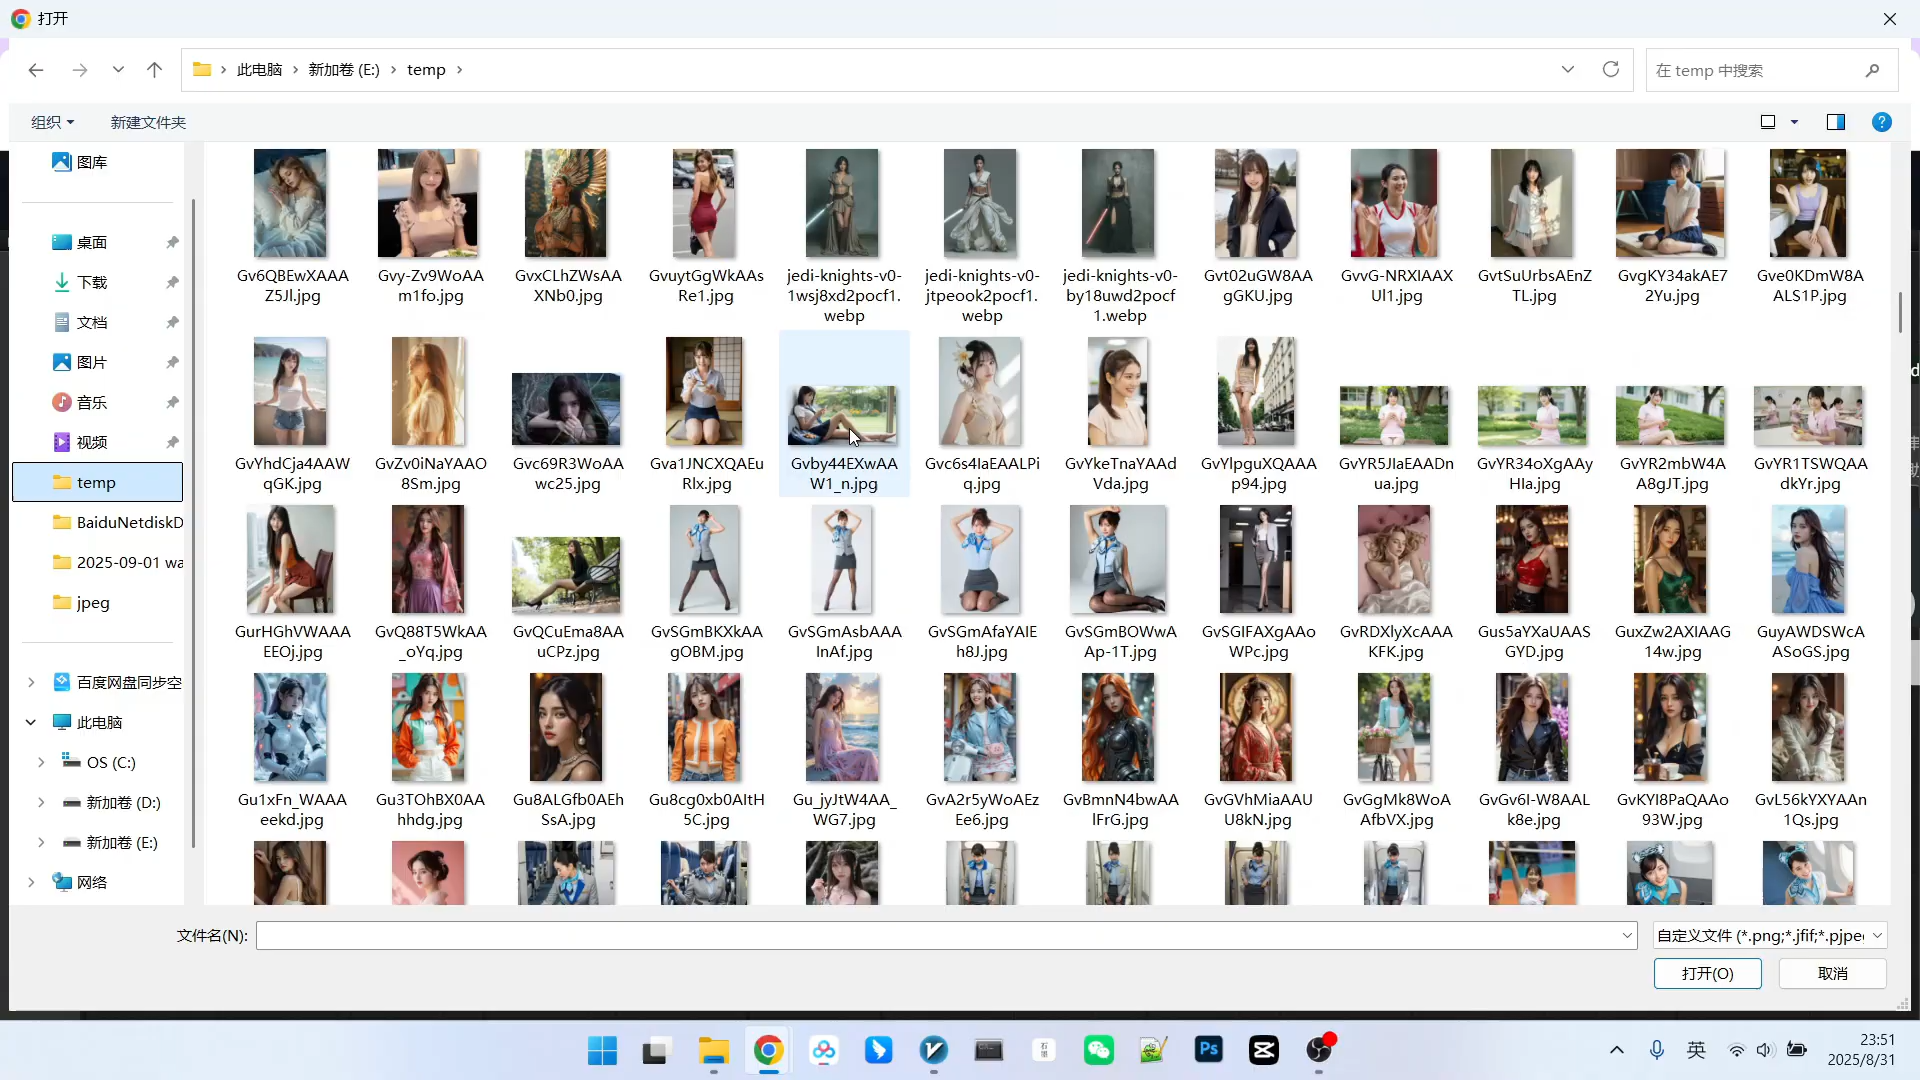 打开
此电脑 › 新加卷 (E:) › temp ›
在 temp 中搜索
组织
新建文件夹
图库
桌面
下载
文档
图片
音乐
视频
temp
BaiduNetdiskD
2025-09-01 wa
jpeg
百度网盘同步空
此电脑
OS (C:)
新加卷 (D:)
新加卷 (E:)
网络
Gv6QBEwXAAA
Z5Jl.jpg
Gvy-Zv9WoAA
m1fo.jpg
GvxCLhZWsAA
XNb0.jpg
GvuytGgWkAAs
Re1.jpg
jedi-knights-v0-
1wsj8xd2pocf1.
webp
jedi-knights-v0-
jtpeook2pocf1.
webp
jedi-knights-v0-
by18uwd2pocf
1.webp
Gvt02uGW8AA
gGKU.jpg
GvvG-NRXIAAX
Ul1.jpg
GvtSuUrbsAEnZ
TL.jpg
GvgKY34akAE7
2Yu.jpg
Gve0KDmW8A
ALS1P.jpg
GvYhdCja4AAW
qGK.jpg
GvZv0iNaYAAO
8Sm.jpg
Gvc69R3WoAA
wc25.jpg
Gva1JNCXQAEu
Rlx.jpg
Gvby44EXwAA
W1_n.jpg
Gvc6s4IaEAALPi
q.jpg
GvYkeTnaYAAd
Vda.jpg
GvYlpguXQAAA
p94.jpg
GvYR5JIaEAADn
ua.jpg
GvYR34oXgAAy
HIa.jpg
GvYR2mbW4A
A8gJT.jpg
GvYR1TSWQAA
dkYr.jpg
GurHGhVWAAA
EEOj.jpg
GvQ88T5WkAA
_oYq.jpg
GvQCuEma8AA
uCPz.jpg
GvSGmBKXkAA
gOBM.jpg
GvSGmAsbAAA
InAf.jpg
GvSGmAfaYAIE
h8J.jpg
GvSGmBOWwA
Ap-1T.jpg
GvSGIFAXgAAo
WPc.jpg
GvRDXlyXcAAA
KFK.jpg
Gus5aYXaUAAS
GYD.jpg
GuxZw2AXIAAG
14w.jpg
GuyAWDSWcA
ASoGS.jpg
Gu1xFn_WAAA
eekd.jpg
Gu3TOhBX0AA
hhdg.jpg
Gu8ALGfb0AEh
SsA.jpg
Gu8cg0xb0AItH
5C.jpg
Gu_jyJtW4AA_
WG7.jpg
GvA2r5yWoAEz
Ee6.jpg
GvBmnN4bwAA
lFrG.jpg
GvGVhMiaAAU
U8kN.jpg
GvGgMk8WoA
AfbVX.jpg
GvGv6I-W8AAL
k8e.jpg
GvKYI8PaQAAo
93W.jpg
GvL56kYXYAAn
1Qs.jpg
文件名(N):
自定义文件 (*.png;*.jfif;*.pjpe
打开(O)
取消
石墨
Ps
英
23:51
2025/8/31